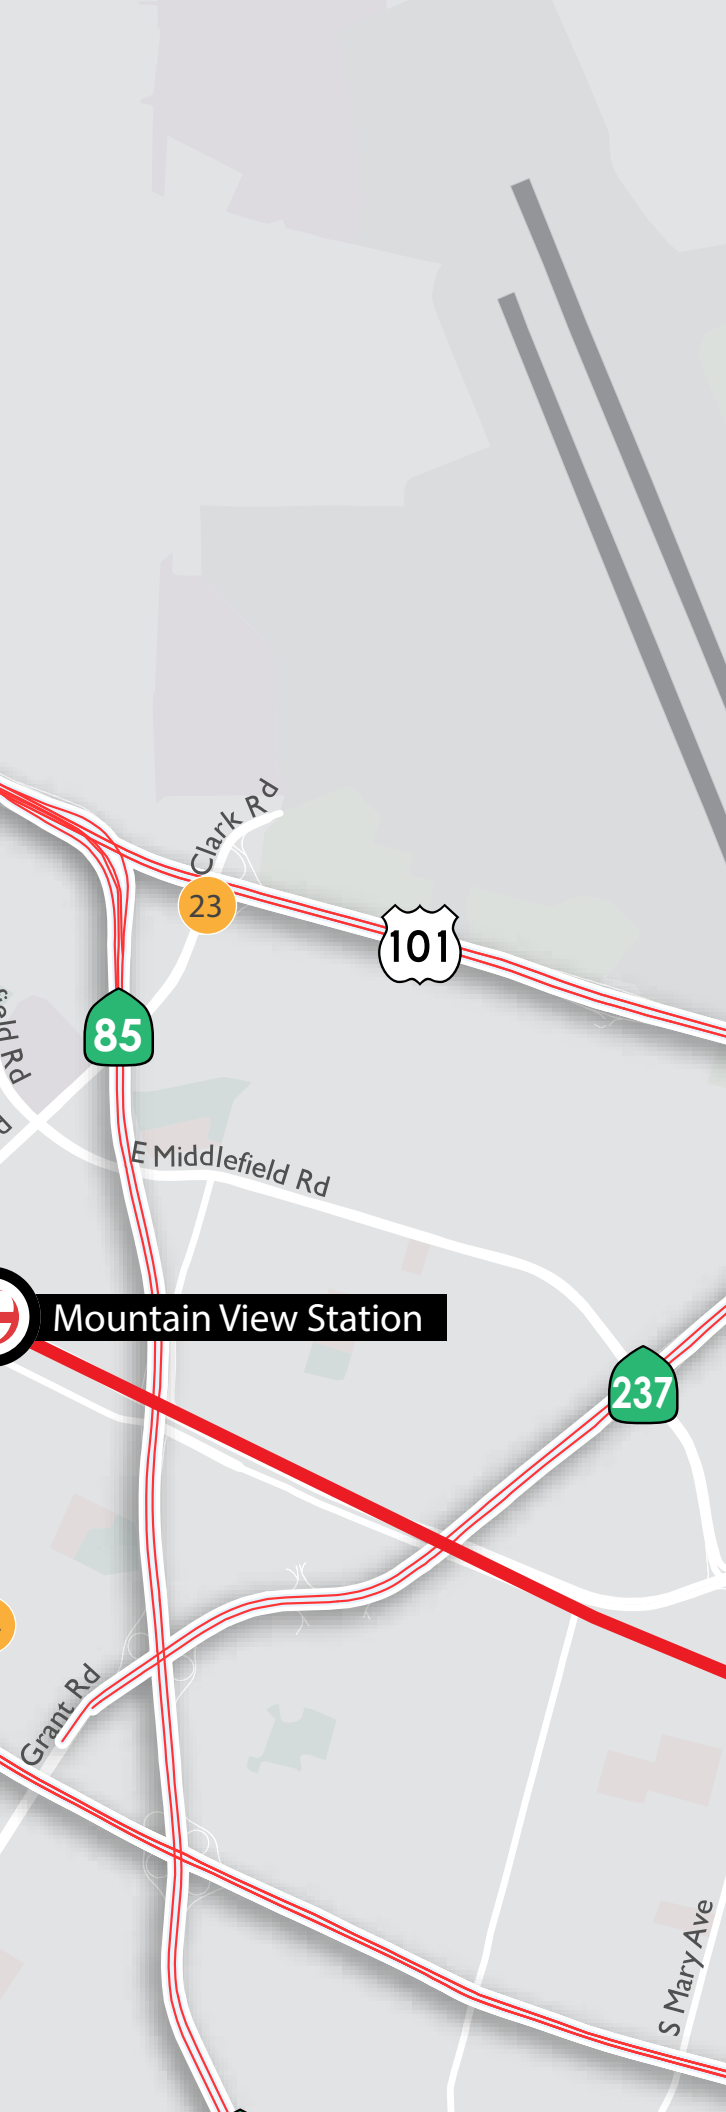 Clark Rd
23
101
85
E Middlefield Rd
Mountain View Station
237
Grant Rd
S Mary Ave